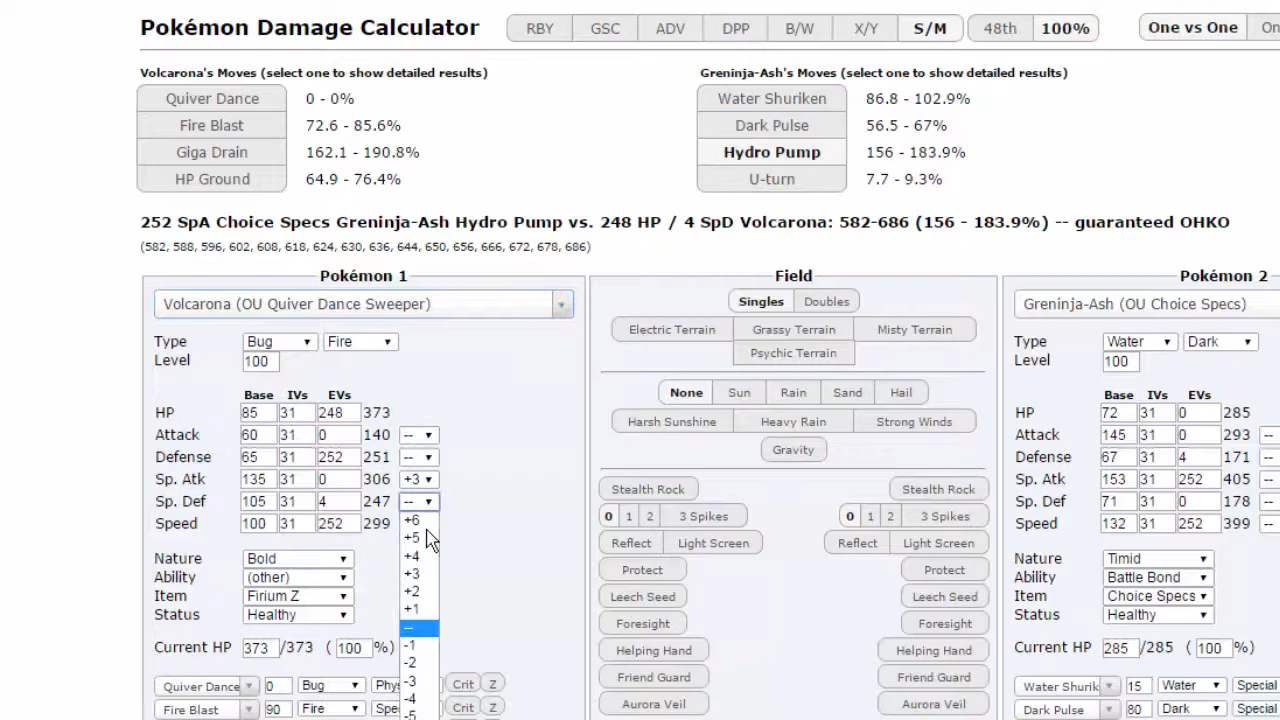 Pokémon Damage Calculator RBY GSC ADV DPP B/W X/Y S/M 48th 100% One vs One On
Volcarona's Moves (select one to show detailed results) Greninja-Ash's Moves (select one to show detailed results)
Quiver Dance 0 - 0% Water Shuriken 86.8 - 102.9%
Fire Blast 72.6 - 85.6% Dark Pulse 56.5 - 67%
Giga Drain 162.1 - 190.8% Hydro Pump 156 - 183.9%
HP Ground 64.9 - 76.4% U-turn 7.7 - 9.3%
252 SpA Choice Specs Greninja-Ash Hydro Pump vs. 248 HP / 4 SpD Volcarona: 582-686 (156 - 183.9%) -- guaranteed OHKO
(582, 588, 596, 602, 608, 618, 624, 630, 636, 644, 650, 656, 666, 672, 678, 686)
Pokémon 1 Field Pokémon 2
Volcarona (OU Quiver Dance Sweeper) Singles Doubles Greninja-Ash (OU Choice Specs)
Electric Terrain Grassy Terrain Misty Terrain
Type Bug Fire Psychic Terrain Type Water Dark
Level 100 Level 100
None Sun Rain Sand Hail
Base IVs EVs Base IVs EVs
HP 85 31 248 373 Harsh Sunshine Heavy Rain Strong Winds HP 72 31 0 285
Attack 60 31 0 140 -- Gravity Attack 145 31 0 293 --
Defense 65 31 252 251 -- Defense 67 31 4 171 --
Sp. Atk 135 31 0 306 +3 Stealth Rock Stealth Rock Sp. Atk 153 31 252 405 --
Sp. Def 105 31 4 247 -- Sp. Def 71 31 0 178 --
Speed 100 31 252 299 +6 0 1 2 3 Spikes 0 1 2 3 Spikes Speed 132 31 252 399 --
+5 Reflect Light Screen Reflect Light Screen
Nature Bold +4 Protect Protect Nature Timid
Ability (other) +3 Ability Battle Bond
Item Firium Z +2 Leech Seed Leech Seed Item Choice Specs
Status Healthy +1 Foresight Foresight Status Healthy
--
Current HP 373 /373 ( 100 %) -1 Helping Hand Helping Hand Current HP 285 /285 ( 100 %)
-2
-3 Friend Guard Friend Guard
Quiver Dance 0 Bug Phy Crit Z Water Shurik 15 Water Special
-4 Aurora Veil Aurora Veil
Fire Blast 90 Fire Spe -5 Crit Z Dark Pulse 80 Dark Special